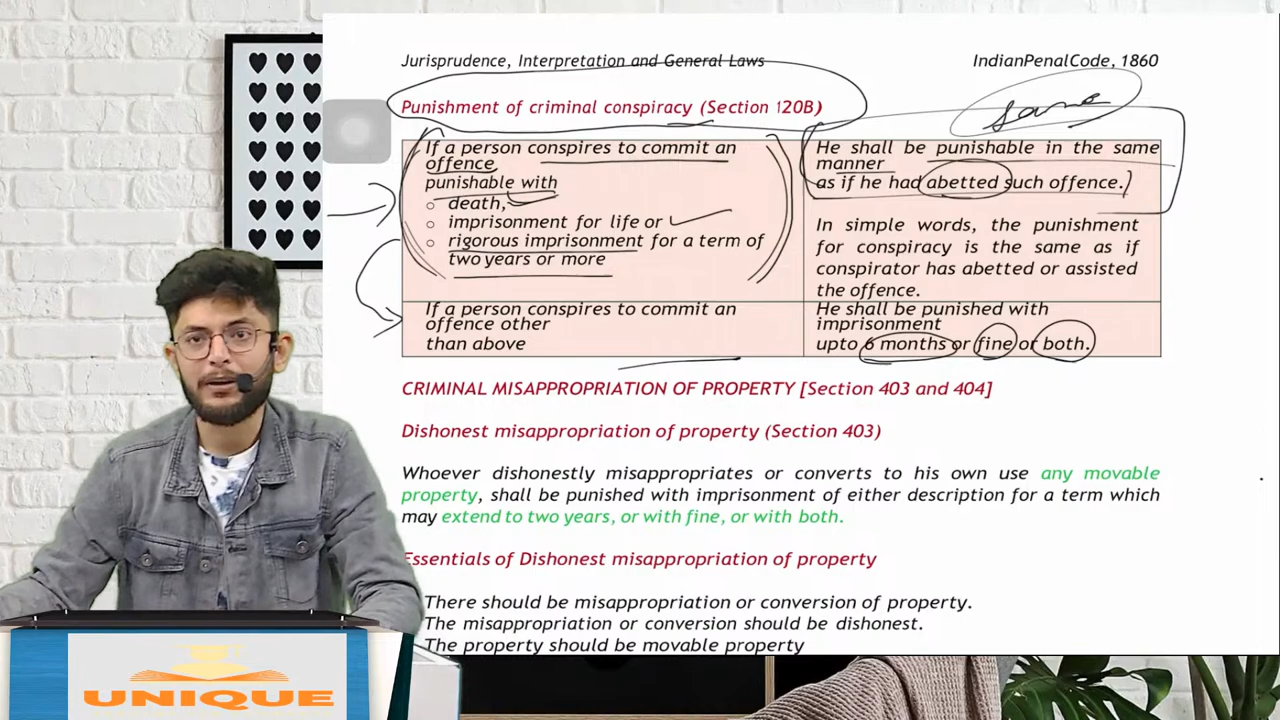 Jurisprudence, Interpretation and General Laws IndianPenalCode, 1860
Punishment of criminal conspiracy (Section 120B)
same
If a person conspires to commit an
offence
punishable with
o death,
o imprisonment for life or
o rigorous imprisonment for a term of
two years or more
He shall be punishable in the same
manner
as if he had abetted such offence.
In simple words, the punishment
for conspiracy is the same as if
conspirator has abetted or assisted
the offence.
If a person conspires to commit an
offence other
than above
He shall be punished with
imprisonment
upto 6 months or fine or both.
CRIMINAL MISAPPROPRIATION OF PROPERTY [Section 403 and 404]
Dishonest misappropriation of property (Section 403)
Whoever dishonestly misappropriates or converts to his own use any movable
property, shall be punished with imprisonment of either description for a term which
may extend to two years, or with fine, or with both.
Essentials of Dishonest misappropriation of property
There should be misappropriation or conversion of property.
The misappropriation or conversion should be dishonest.
The property should be movable property
UNIQUE